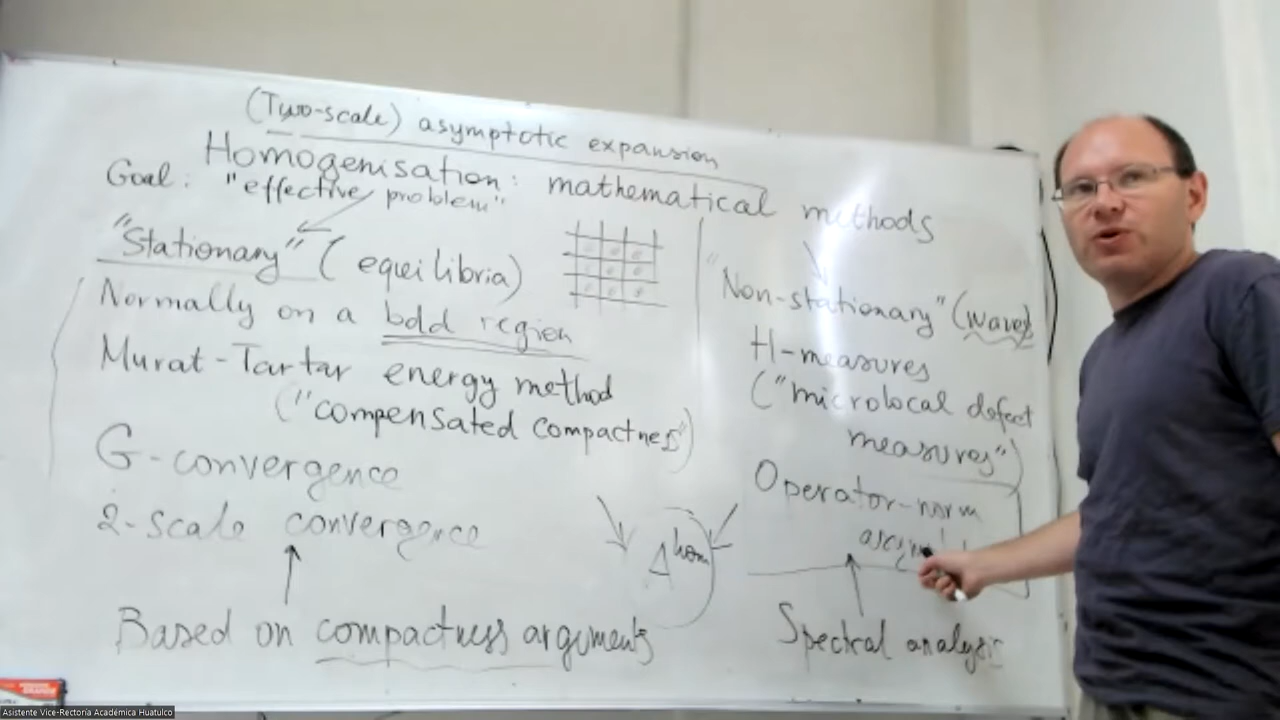 (Two-scale) asymptotic expansion
Homogenisation: mathematical methods
Goal: "effective problem"
"Stationary" (equilibria)
Normally on a bdd region
Murat-Tartar energy method
("compensated compactness")
G-convergence
2-scale convergence
Based on compactness arguments
A^hom
"Non-stationary" (waves)
H-measures
("microlocal defect
measures")
Operator-norm
Spectral analysis
Asistente Vice-Rectoría Académica Huatulco